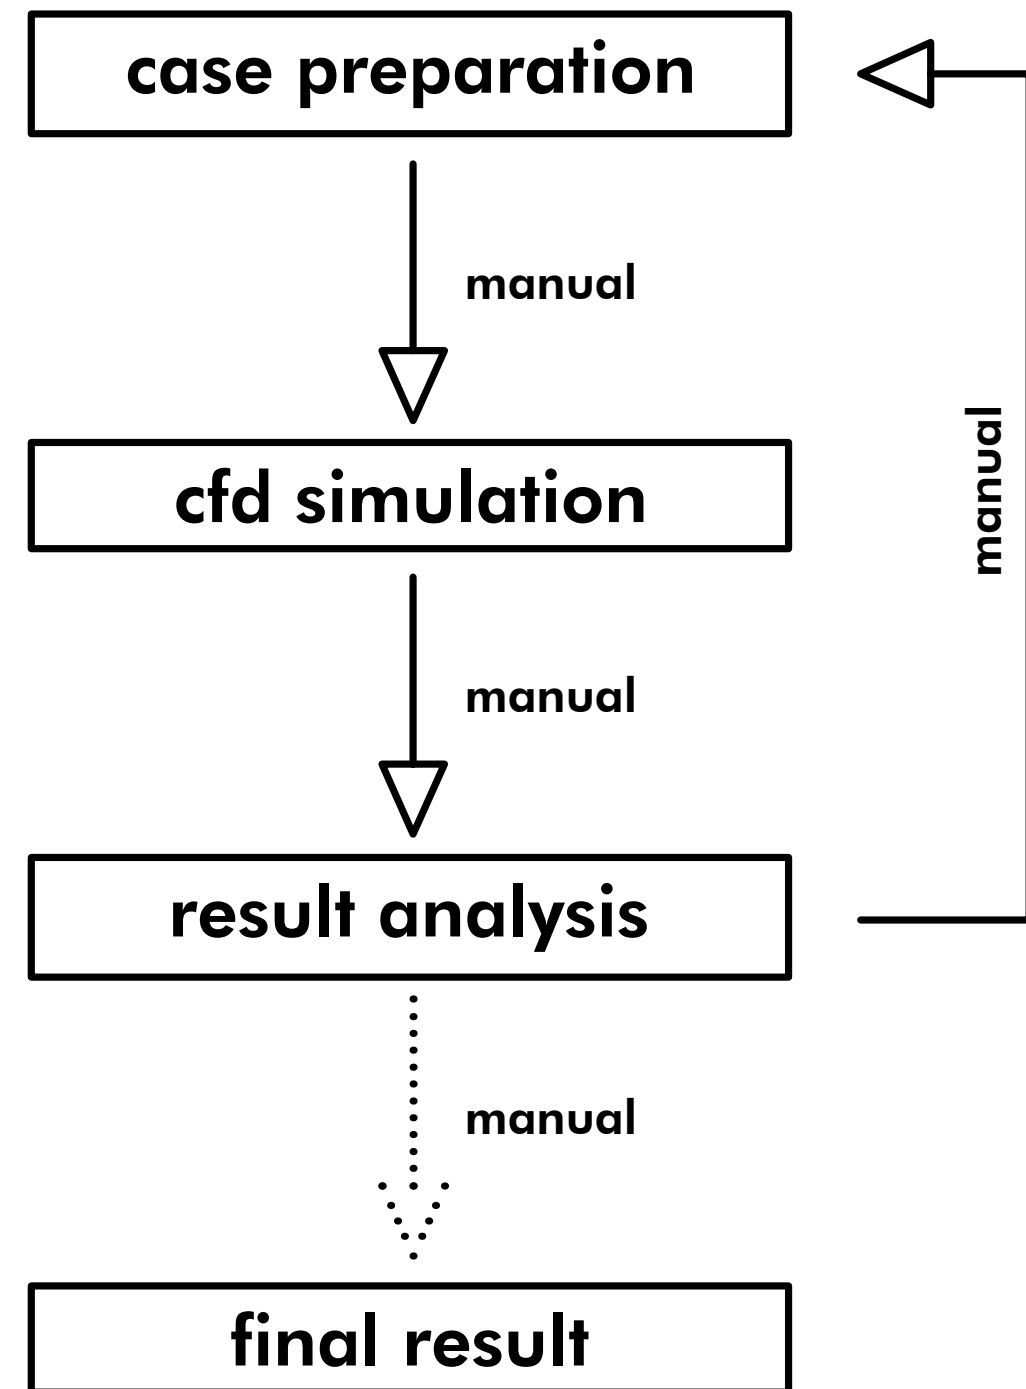 case preparation
manual
cfd simulation
manual
manual
result analysis
manual
final result